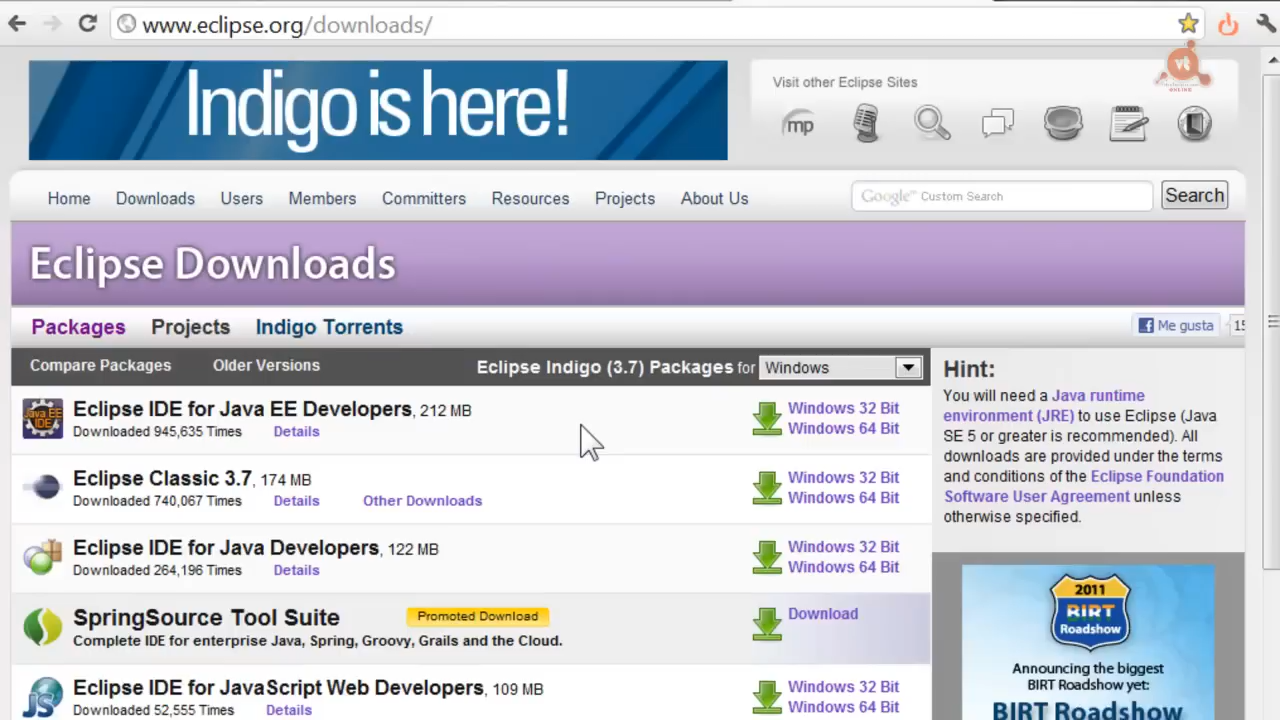 www.eclipse.org/downloads/
vt
ONLINE
Indigo is here!
Visit other Eclipse Sites
mp
Home Downloads Users Members Committers Resources Projects About Us
Google™ Custom Search
Search
Eclipse Downloads
Packages Projects Indigo Torrents
Me gusta
15
Compare Packages Older Versions Eclipse Indigo (3.7) Packages for Windows
Java EE
IDE
Eclipse IDE for Java EE Developers, 212 MB
Downloaded 945,635 Times Details
Windows 32 Bit
Windows 64 Bit
Eclipse Classic 3.7, 174 MB
Downloaded 740,067 Times Details Other Downloads
Windows 32 Bit
Windows 64 Bit
Eclipse IDE for Java Developers, 122 MB
Downloaded 264,196 Times Details
Windows 32 Bit
Windows 64 Bit
SpringSource Tool Suite Promoted Download
Complete IDE for enterprise Java, Spring, Groovy, Grails and the Cloud.
Download
JS
Eclipse IDE for JavaScript Web Developers, 109 MB
Downloaded 52,555 Times Details
Windows 32 Bit
Windows 64 Bit
Hint:
You will need a Java runtime
environment (JRE) to use Eclipse (Java
SE 5 or greater is recommended). All
downloads are provided under the terms
and conditions of the Eclipse Foundation
Software User Agreement unless
otherwise specified.
2011
BIRT
Roadshow
Announcing the biggest
BIRT Roadshow yet:
BIRT Roadshow